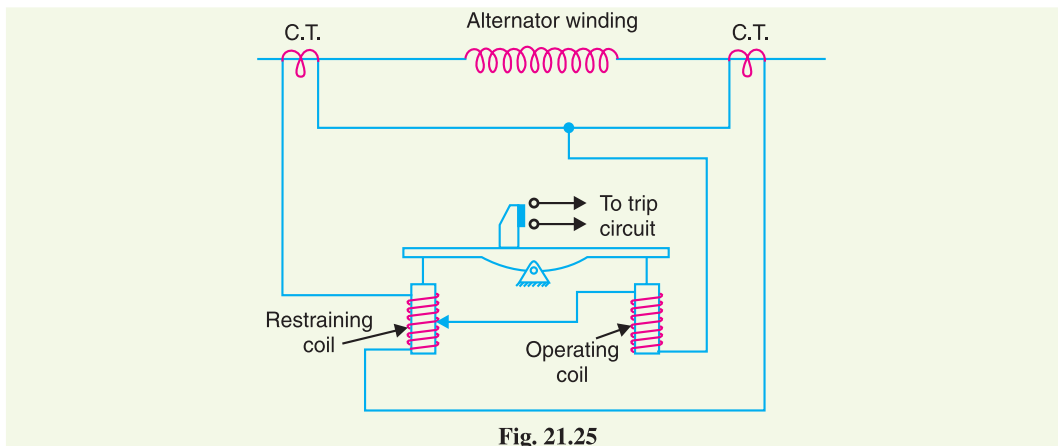 Alternator winding
C.T.
C.T.
To trip
circuit
Restraining
coil
Operating
coil
Fig. 21.25